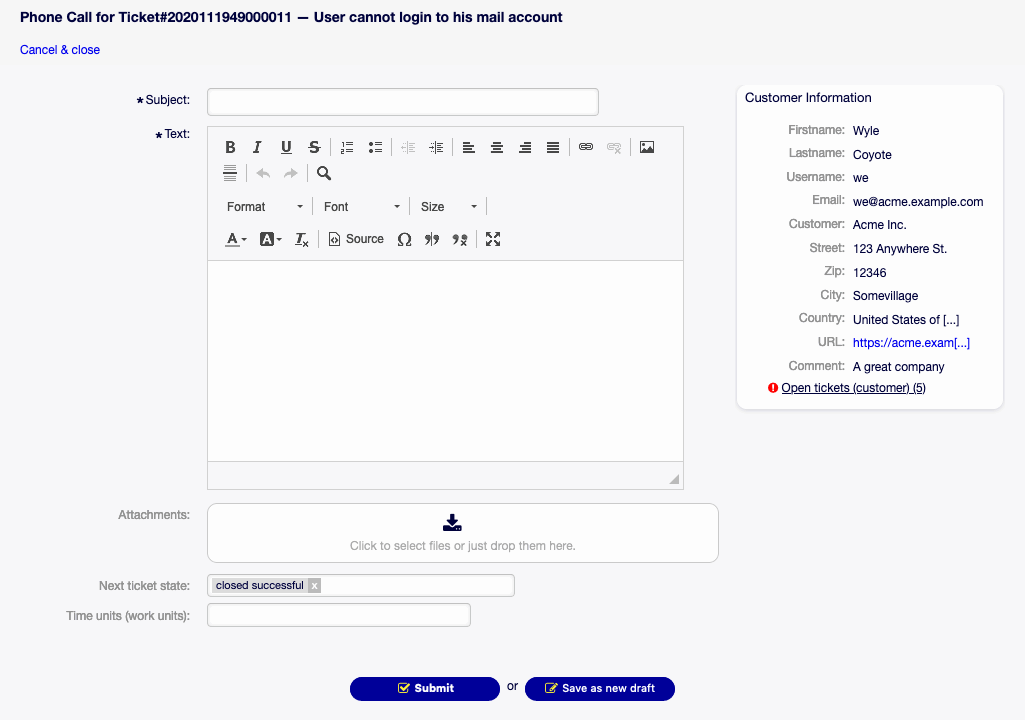 Phone Call for Ticket#2020111949000011 — User cannot login to his mail account
Cancel & close
★ Subject:
★ Text:
Format
Font
Size
Source
Attachments:
Click to select files or just drop them here.
Next ticket state:
closed successful x
Time units (work units):
Submit or Save as new draft
Customer Information
Firstname: Wyle
Lastname: Coyote
Username: we
Email: we@acme.example.com
Customer: Acme Inc.
Street: 123 Anywhere St.
Zip: 12346
City: Somevillage
Country: United States of [...]
URL: https://acme.exam[...]
Comment: A great company
Open tickets (customer) (5)